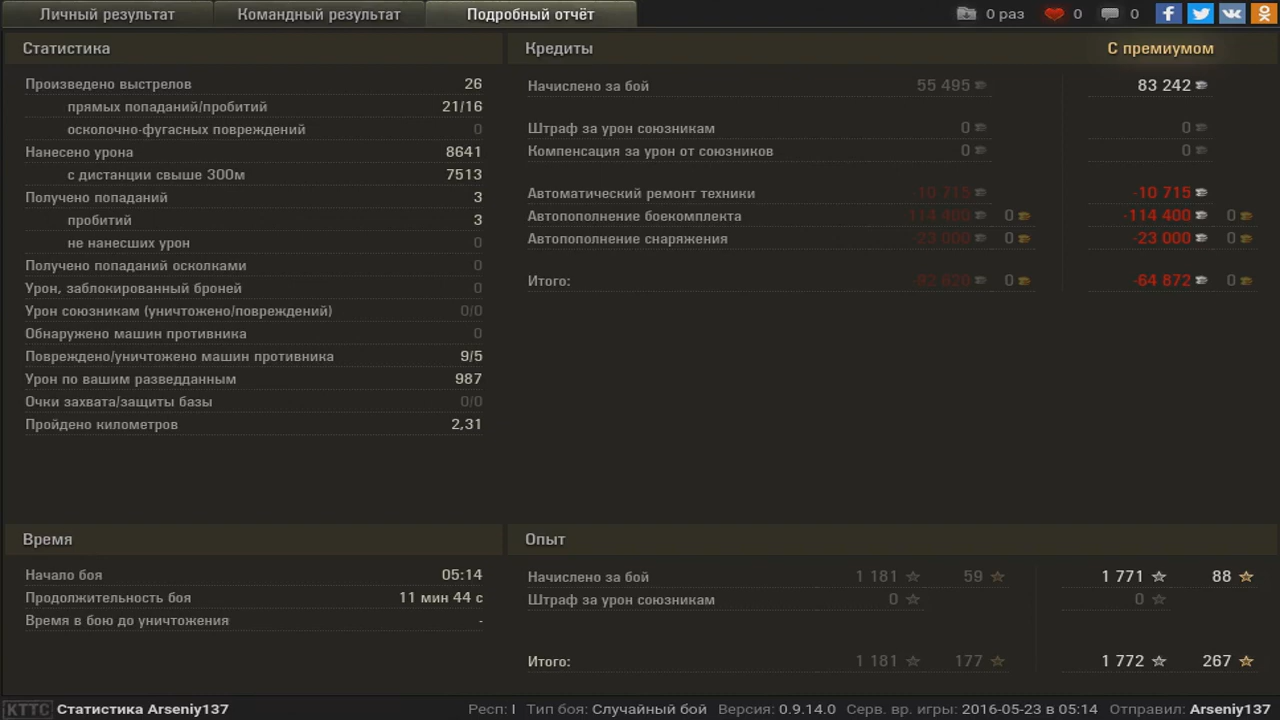 Личный результат Командный результат Подробный отчёт 0 раз 0 0
Статистика
Произведено выстрелов 26
прямых попаданий/пробитий 21/16
осколочно-фугасных повреждений 0
Нанесено урона 8641
с дистанции свыше 300м 7513
Получено попаданий 3
пробитий 3
не нанесших урон 0
Получено попаданий осколками 0
Урон, заблокированный броней 0
Урон союзникам (уничтожено/повреждений) 0/0
Обнаружено машин противника 0
Повреждено/уничтожено машин противника 9/5
Урон по вашим разведданным 987
Очки захвата/защиты базы 0/0
Пройдено километров 2,31
Кредиты С премиумом
Начислено за бой 55 495 83 242
Штраф за урон союзникам 0 0
Компенсация за урон от союзников 0 0
Автоматический ремонт техники -10 715 -10 715
Автопополнение боекомплекта -114 400 0 -114 400 0
Автопополнение снаряжения -23 000 0 -23 000 0
Итого: -92 620 0 -64 872 0
Время
Начало боя 05:14
Продолжительность боя 11 мин 44 с
Время в бою до уничтожения -
Опыт
Начислено за бой 1 181 59 1 771 88
Штраф за урон союзникам 0 0
Итого: 1 181 177 1 772 267
КТТС Статистика Arseniy137 Респ: I Тип боя: Случайный бой Версия: 0.9.14.0 Серв. вр. игры: 2016-05-23 в 05:14 Отправил: Arseniy137